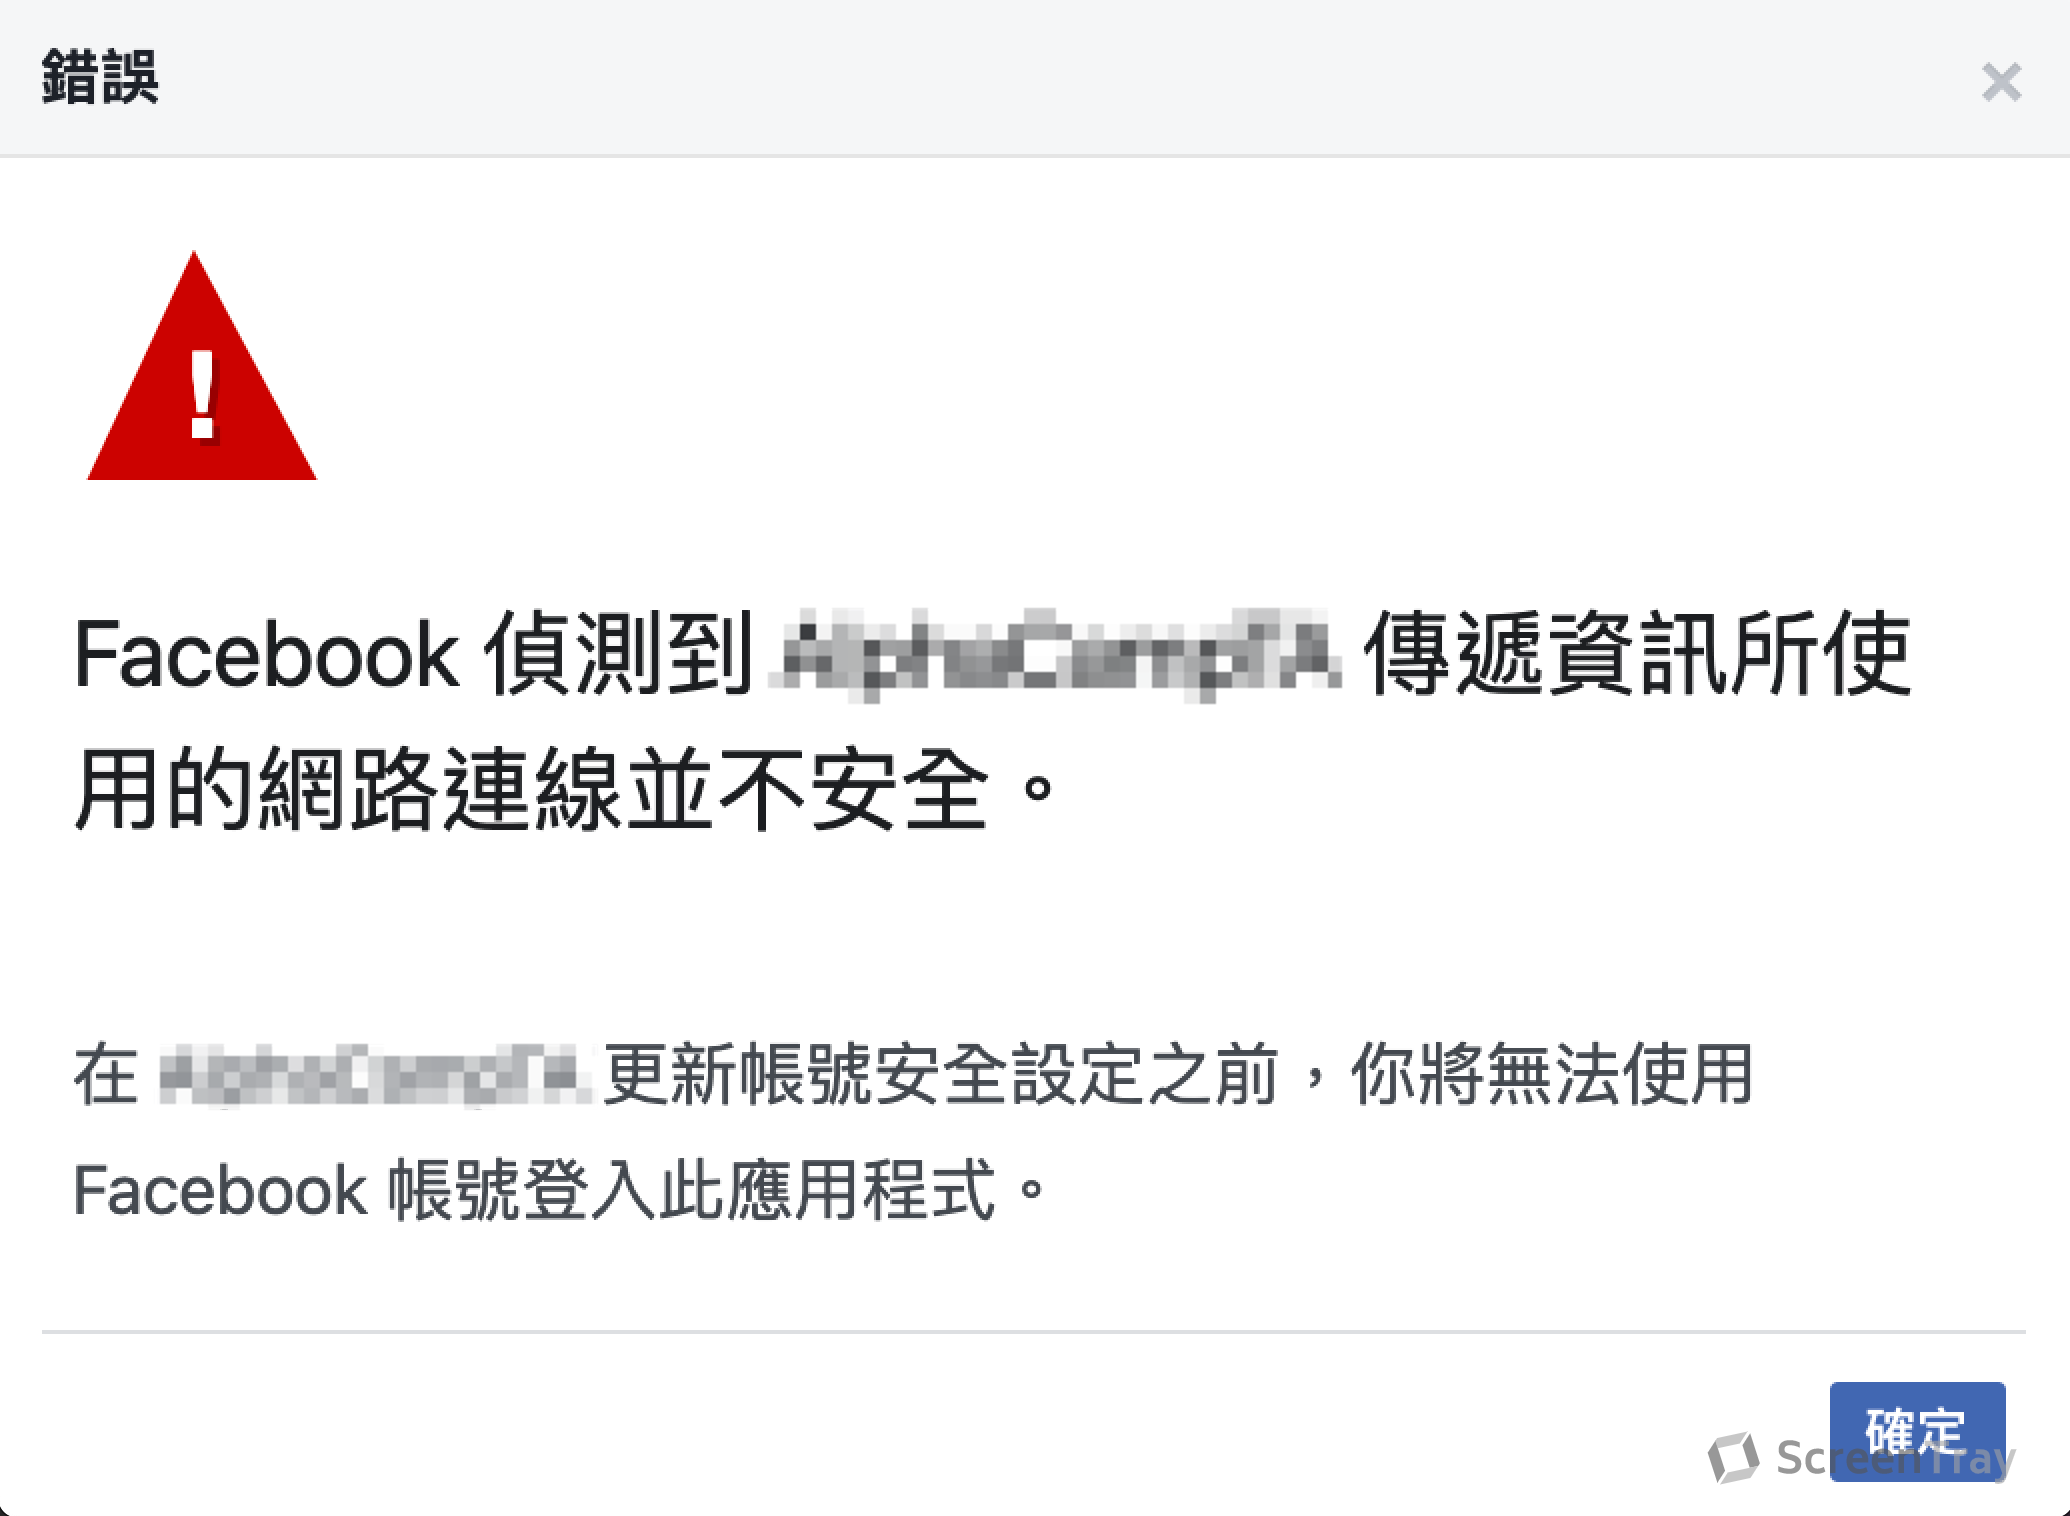 錯誤
Facebook 偵測到 傳遞資訊所使
用的網路連線並不安全。
在 更新帳號安全設定之前，你將無法使用
Facebook 帳號登入此應用程式。
確定
ScreenTray